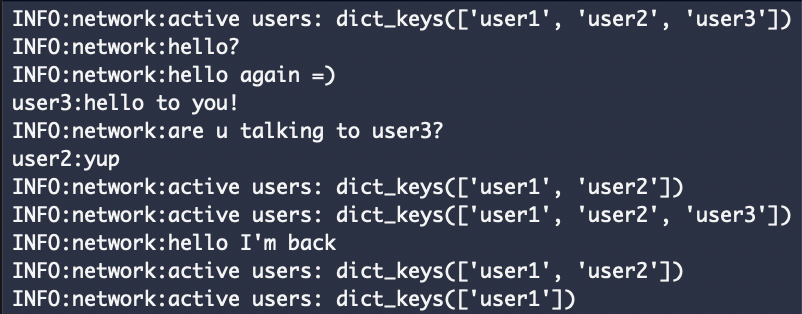 INFO:network:active users: dict_keys(['user1', 'user2', 'user3'])
INFO:network:hello?
INFO:network:hello again =)
user3:hello to you!
INFO:network:are u talking to user3?
user2:yup
INFO:network:active users: dict_keys(['user1', 'user2'])
INFO:network:active users: dict_keys(['user1', 'user2', 'user3'])
INFO:network:hello I'm back
INFO:network:active users: dict_keys(['user1', 'user2'])
INFO:network:active users: dict_keys(['user1'])